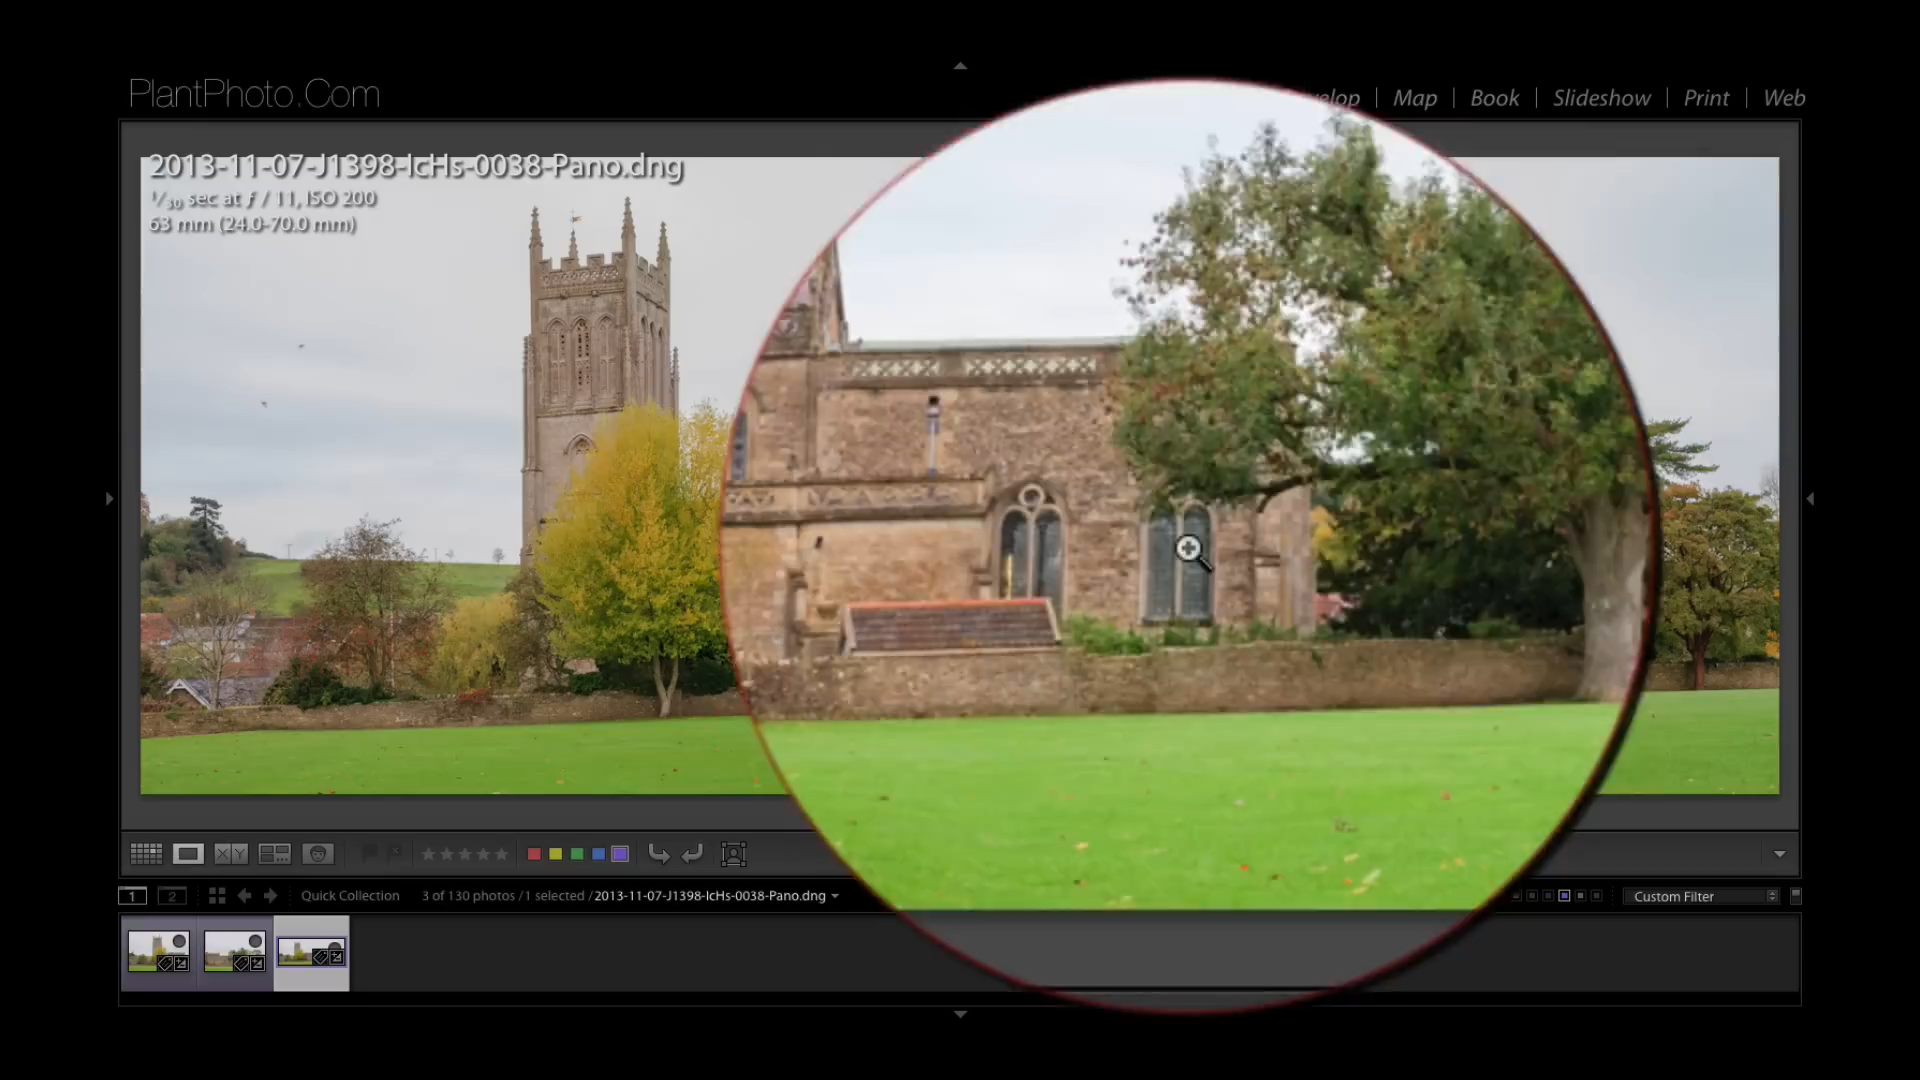 PlantPhoto.Com
Map | Book | Slideshow | Print | Web
2013-11-07-J1398-IcHs-0038-Pano.dng
1/30 sec at ƒ / 11, ISO 200
63 mm (24.0-70.0 mm)
X Y
1 2 Quick Collection 3 of 130 photos /1 selected /2013-11-07-J1398-IcHs-0038-Pano.dng Custom Filter